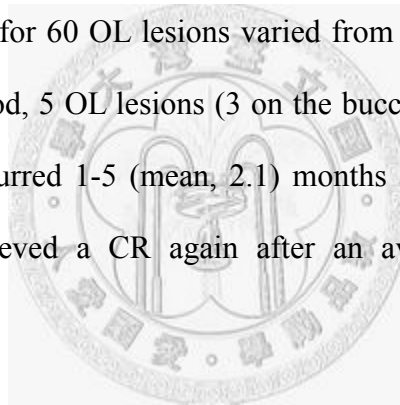 for 60 OL lesions varied from
od, 5 OL lesions (3 on the bucc
urred 1-5 (mean, 2.1) months
eved a CR again after an av